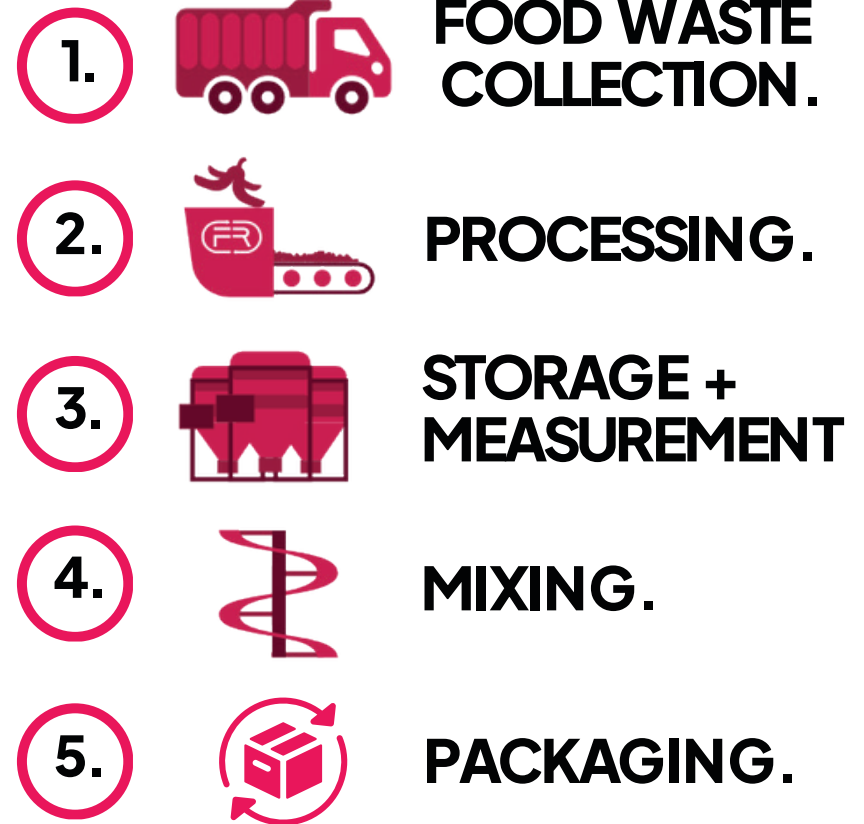 1.
FOOD WASTE
COLLECTION.
2.
FR
PROCESSING.
3.
STORAGE +
MEASUREMENT
4.
MIXING.
5.
PACKAGING.